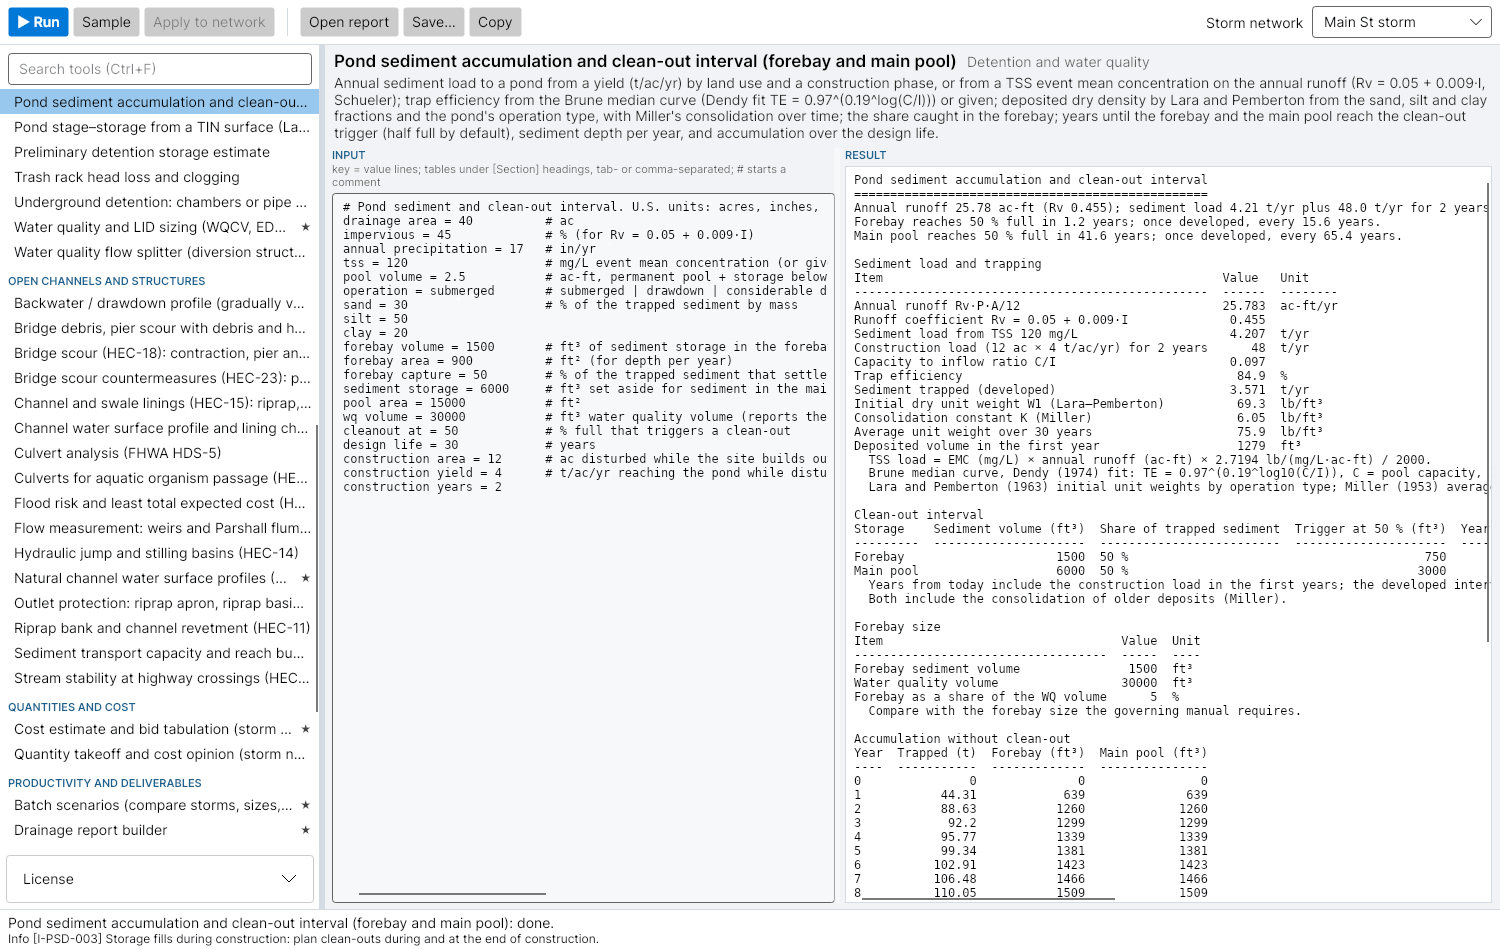 Run
Sample
Apply to network
Open report
Save...
Copy
Storm network
Main St storm
Search tools (Ctrl+F)
Pond sediment accumulation and clean-ou...
Pond stage–storage from a TIN surface (La...
Preliminary detention storage estimate
Trash rack head loss and clogging
Underground detention: chambers or pipe ...
Water quality and LID sizing (WQCV, ED... ★
Water quality flow splitter (diversion struct...
OPEN CHANNELS AND STRUCTURES
Backwater / drawdown profile (gradually v...
Bridge debris, pier scour with debris and h...
Bridge scour (HEC-18): contraction, pier an...
Bridge scour countermeasures (HEC-23): p...
Channel and swale linings (HEC-15): riprap,...
Channel water surface profile and lining ch...
Culvert analysis (FHWA HDS-5)
Culverts for aquatic organism passage (HE...
Flood risk and least total expected cost (H...
Flow measurement: weirs and Parshall flum...
Hydraulic jump and stilling basins (HEC-14)
Natural channel water surface profiles (... ★
Outlet protection: riprap apron, riprap basi...
Riprap bank and channel revetment (HEC-11)
Sediment transport capacity and reach bu...
Stream stability at highway crossings (HEC...
QUANTITIES AND COST
Cost estimate and bid tabulation (storm ... ★
Quantity takeoff and cost opinion (storm n...
PRODUCTIVITY AND DELIVERABLES
Batch scenarios (compare storms, sizes,... ★
Drainage report builder ★
License
Pond sediment accumulation and clean-out interval (forebay and main pool) Detention and water quality
Annual sediment load to a pond from a yield (t/ac/yr) by land use and a construction phase, or from a TSS event mean concentration on the annual runoff (Rv = 0.05 + 0.009·I,
Schueler); trap efficiency from the Brune median curve (Dendy fit TE = 0.97^(0.19^log(C/I))) or given; deposited dry density by Lara and Pemberton from the sand, silt and clay
fractions and the pond's operation type, with Miller's consolidation over time; the share caught in the forebay; years until the forebay and the main pool reach the clean-out
trigger (half full by default), sediment depth per year, and accumulation over the design life.
INPUT
key = value lines; tables under [Section] headings, tab- or comma-separated; # starts a
comment
# Pond sediment and clean-out interval. U.S. units: acres, inches,
drainage area = 40 # ac
impervious = 45 # % (for Rv = 0.05 + 0.009·I)
annual precipitation = 17 # in/yr
tss = 120 # mg/L event mean concentration (or giv
pool volume = 2.5 # ac-ft, permanent pool + storage below
operation = submerged # submerged | drawdown | considerable d
sand = 30 # % of the trapped sediment by mass
silt = 50
clay = 20
forebay volume = 1500 # ft³ of sediment storage in the foreba
forebay area = 900 # ft² (for depth per year)
forebay capture = 50 # % of the trapped sediment that settle
sediment storage = 6000 # ft³ set aside for sediment in the mai
pool area = 15000 # ft²
wq volume = 30000 # ft³ water quality volume (reports the
cleanout at = 50 # % full that triggers a clean-out
design life = 30 # years
construction area = 12 # ac disturbed while the site builds ou
construction yield = 4 # t/ac/yr reaching the pond while distu
construction years = 2
RESULT
Pond sediment accumulation and clean-out interval
=================================================
Annual runoff 25.78 ac-ft (Rv 0.455); sediment load 4.21 t/yr plus 48.0 t/yr for 2 years
Forebay reaches 50 % full in 1.2 years; once developed, every 15.6 years.
Main pool reaches 50 % full in 41.6 years; once developed, every 65.4 years.
Sediment load and trapping
Item Value Unit
------------------------------------------------- ------ --------
Annual runoff Rv·P·A/12 25.783 ac-ft/yr
Runoff coefficient Rv = 0.05 + 0.009·I 0.455
Sediment load from TSS 120 mg/L 4.207 t/yr
Construction load (12 ac × 4 t/ac/yr) for 2 years 48 t/yr
Capacity to inflow ratio C/I 0.097
Trap efficiency 84.9 %
Sediment trapped (developed) 3.571 t/yr
Initial dry unit weight W1 (Lara–Pemberton) 69.3 lb/ft³
Consolidation constant K (Miller) 6.05 lb/ft³
Average unit weight over 30 years 75.9 lb/ft³
Deposited volume in the first year 1279 ft³
TSS load = EMC (mg/L) × annual runoff (ac-ft) × 2.7194 lb/(mg/L·ac-ft) / 2000.
Brune median curve, Dendy (1974) fit: TE = 0.97^(0.19^log10(C/I)), C = pool capacity,
Lara and Pemberton (1963) initial unit weights by operation type; Miller (1953) averag
Clean-out interval
Storage Sediment volume (ft³) Share of trapped sediment Trigger at 50 % (ft³) Year
--------- --------------------- ------------------------- --------------------- ----
Forebay 1500 50 % 750
Main pool 6000 50 % 3000
Years from today include the construction load in the first years; the developed inter
Both include the consolidation of older deposits (Miller).
Forebay size
Item Value Unit
----------------------------------- ----- ----
Forebay sediment volume 1500 ft³
Water quality volume 30000 ft³
Forebay as a share of the WQ volume 5 %
Compare with the forebay size the governing manual requires.
Accumulation without clean-out
Year Trapped (t) Forebay (ft³) Main pool (ft³)
---- ----------- ------------- ---------------
0 0 0 0
1 44.31 639 639
2 88.63 1260 1260
3 92.2 1299 1299
4 95.77 1339 1339
5 99.34 1381 1381
6 102.91 1423 1423
7 106.48 1466 1466
8 110.05 1509 1509
Pond sediment accumulation and clean-out interval (forebay and main pool): done.
Info [I-PSD-003] Storage fills during construction: plan clean-outs during and at the end of construction.